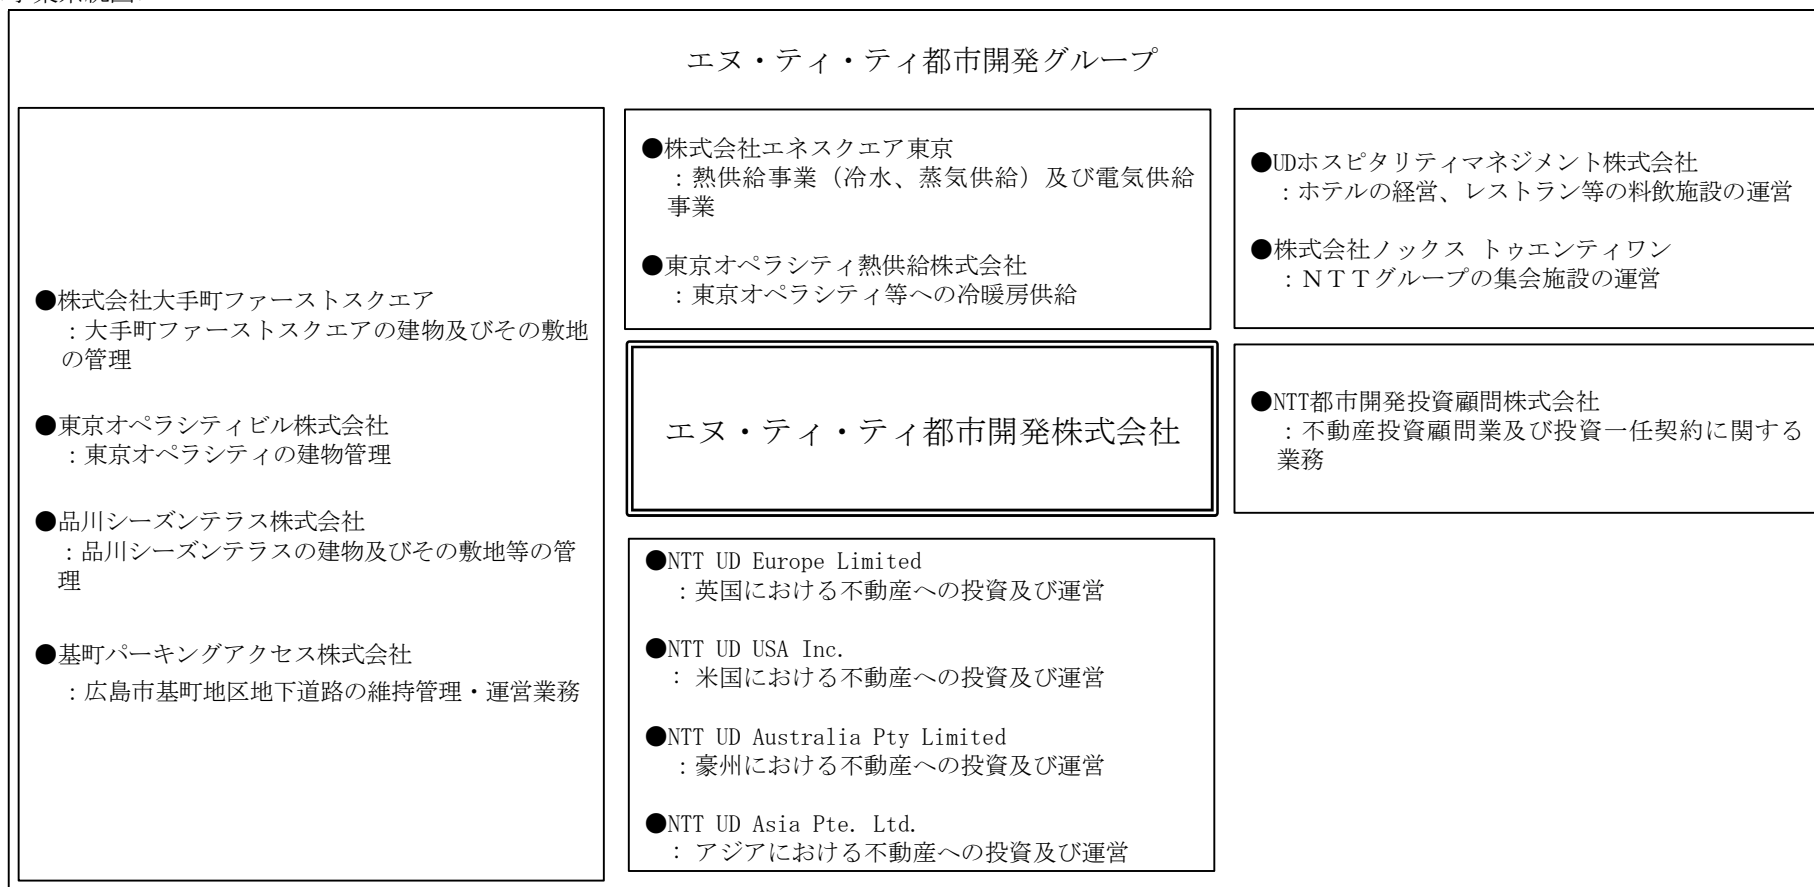 エヌ・ティ・ティ都市開発グループ
●株式会社大手町ファーストスクエア
：大手町ファーストスクエアの建物及びその敷地
の管理
●東京オペラシティビル株式会社
：東京オペラシティの建物管理
●品川シーズンテラス株式会社
：品川シーズンテラスの建物及びその敷地等の管
理
●基町パーキングアクセス株式会社
：広島市基町地区地下道路の維持管理・運営業務
●株式会社エネスクエア東京
：熱供給事業（冷水、蒸気供給）及び電気供給
事業
●東京オペラシティ熱供給株式会社
：東京オペラシティ等への冷暖房供給
エヌ・ティ・ティ都市開発株式会社
●NTT UD Europe Limited
：英国における不動産への投資及び運営
●NTT UD USA Inc.
： 米国における不動産への投資及び運営
●NTT UD Australia Pty Limited
：豪州における不動産への投資及び運営
●NTT UD Asia Pte. Ltd.
： アジアにおける不動産への投資及び運営
●UDホスピタリティマネジメント株式会社
：ホテルの経営、レストラン等の料飲施設の運営
●株式会社ノックス トゥエンティワン
：ＮＴＴグループの集会施設の運営
●NTT都市開発投資顧問株式会社
：不動産投資顧問業及び投資一任契約に関する
業務